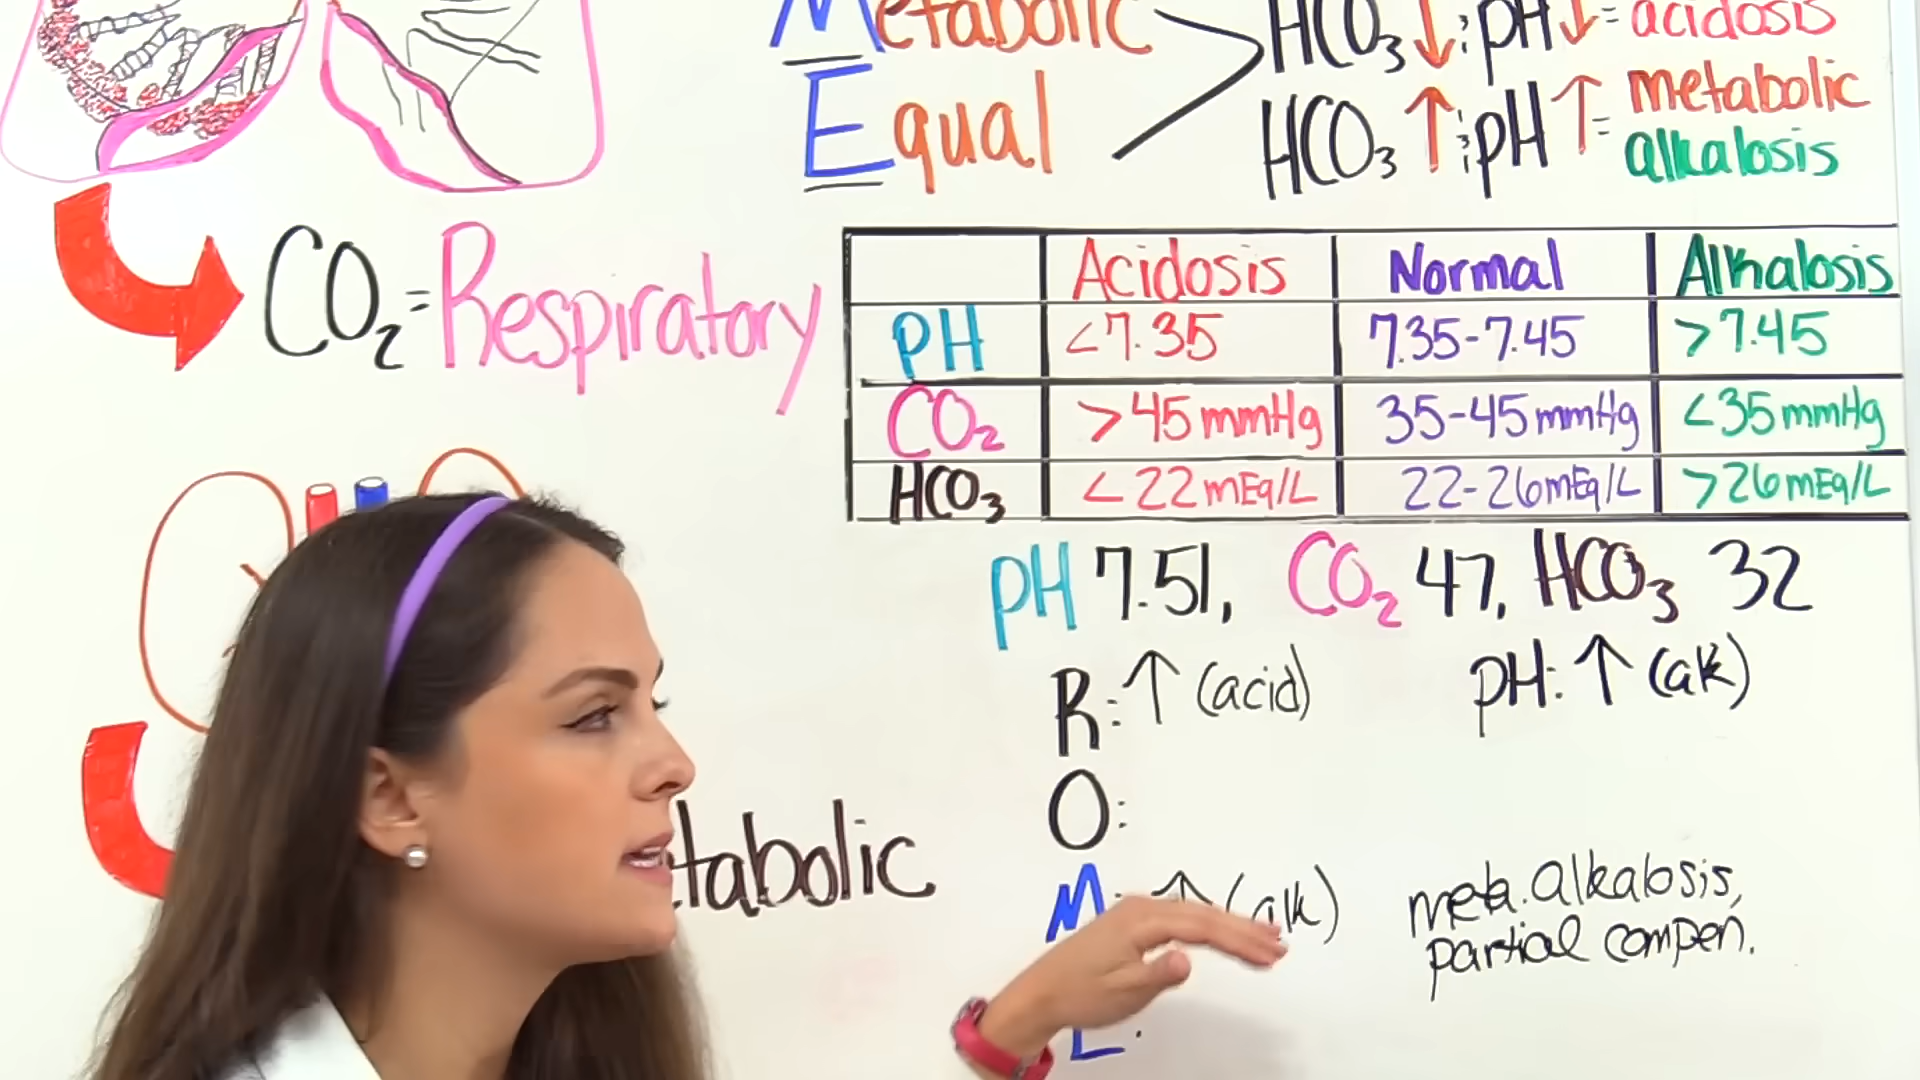 Metabolic
Equal
HCO3 ↓ : pH ↓ = acidosis
HCO3 ↑ : pH ↑ = metabolic
alkalosis
CO2 = Respiratory
Acidosis Normal Alkalosis
PH <7.35 7.35-7.45 >7.45
CO2 >45 mmHg 35-45 mmHg <35 mmHg
HCO3 <22 mEq/L 22-26 mEq/L >26 mEq/L
pH 7.51, CO2 47, HCO3 32
R: ↑ (acid) pH: ↑ (alk)
O:
M: ↑ (alk)
meta. alkalosis,
partial compen.